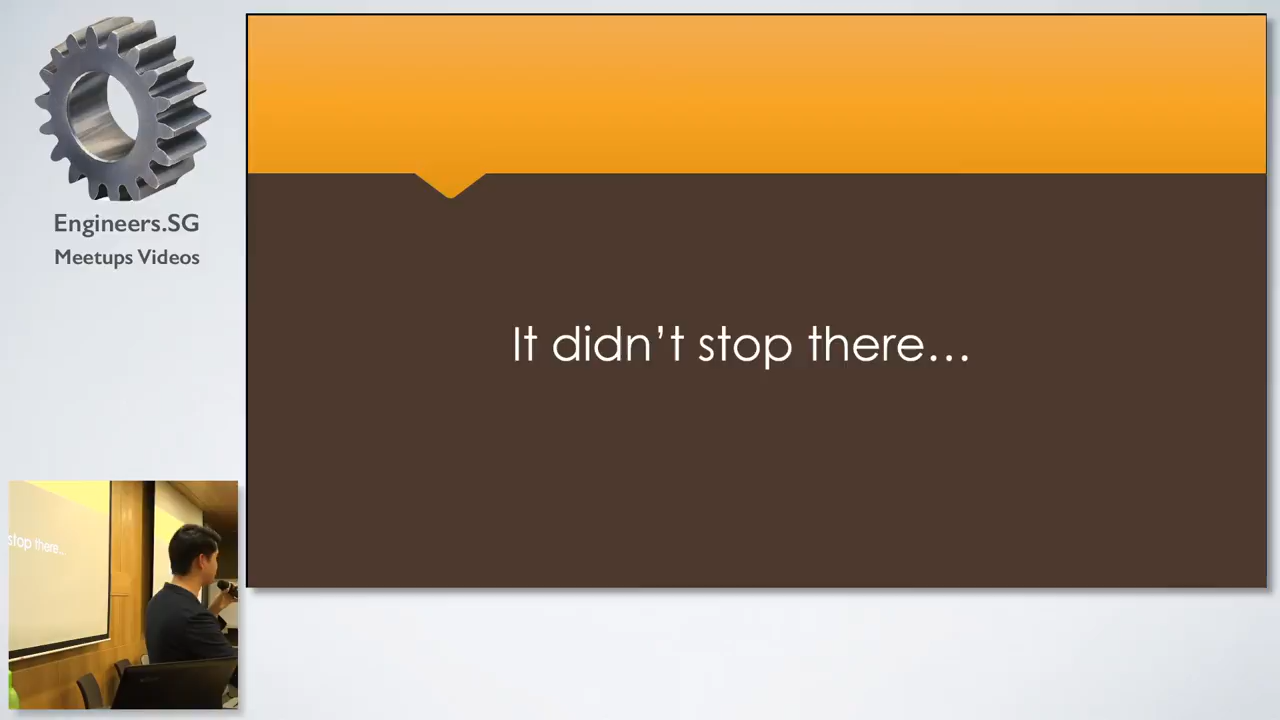 Engineers.SG
Meetups Videos
It didn't stop there…
stop there...